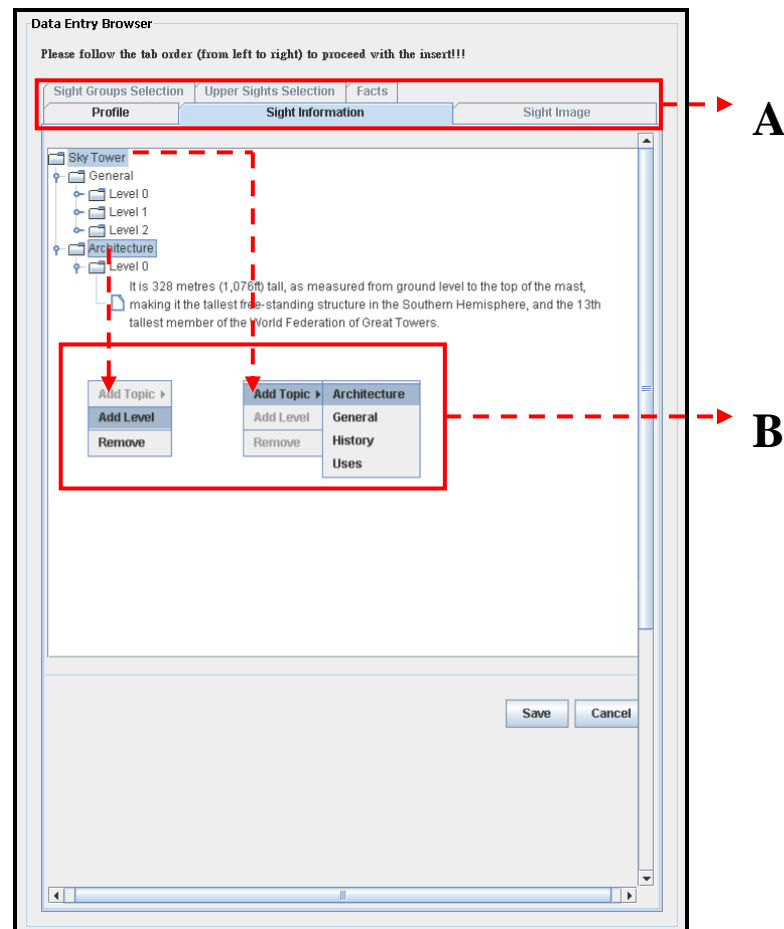 Data Entry Browser
Please follow the tab order (from left to right) to proceed with the insert!!!
Sight Groups Selection Upper Sights Selection Facts
Profile Sight Information Sight Image
A
Sky Tower
General
Level 0
Level 1
Level 2
Architecture
Level 0
It is 328 metres (1,076ft) tall, as measured from ground level to the top of the mast,
making it the tallest free-standing structure in the Southern Hemisphere, and the 13th
tallest member of the World Federation of Great Towers.
Add Topic
Add Level
Remove
Add Topic
Add Level
Remove
Architecture
General
History
Uses
B
Save Cancel